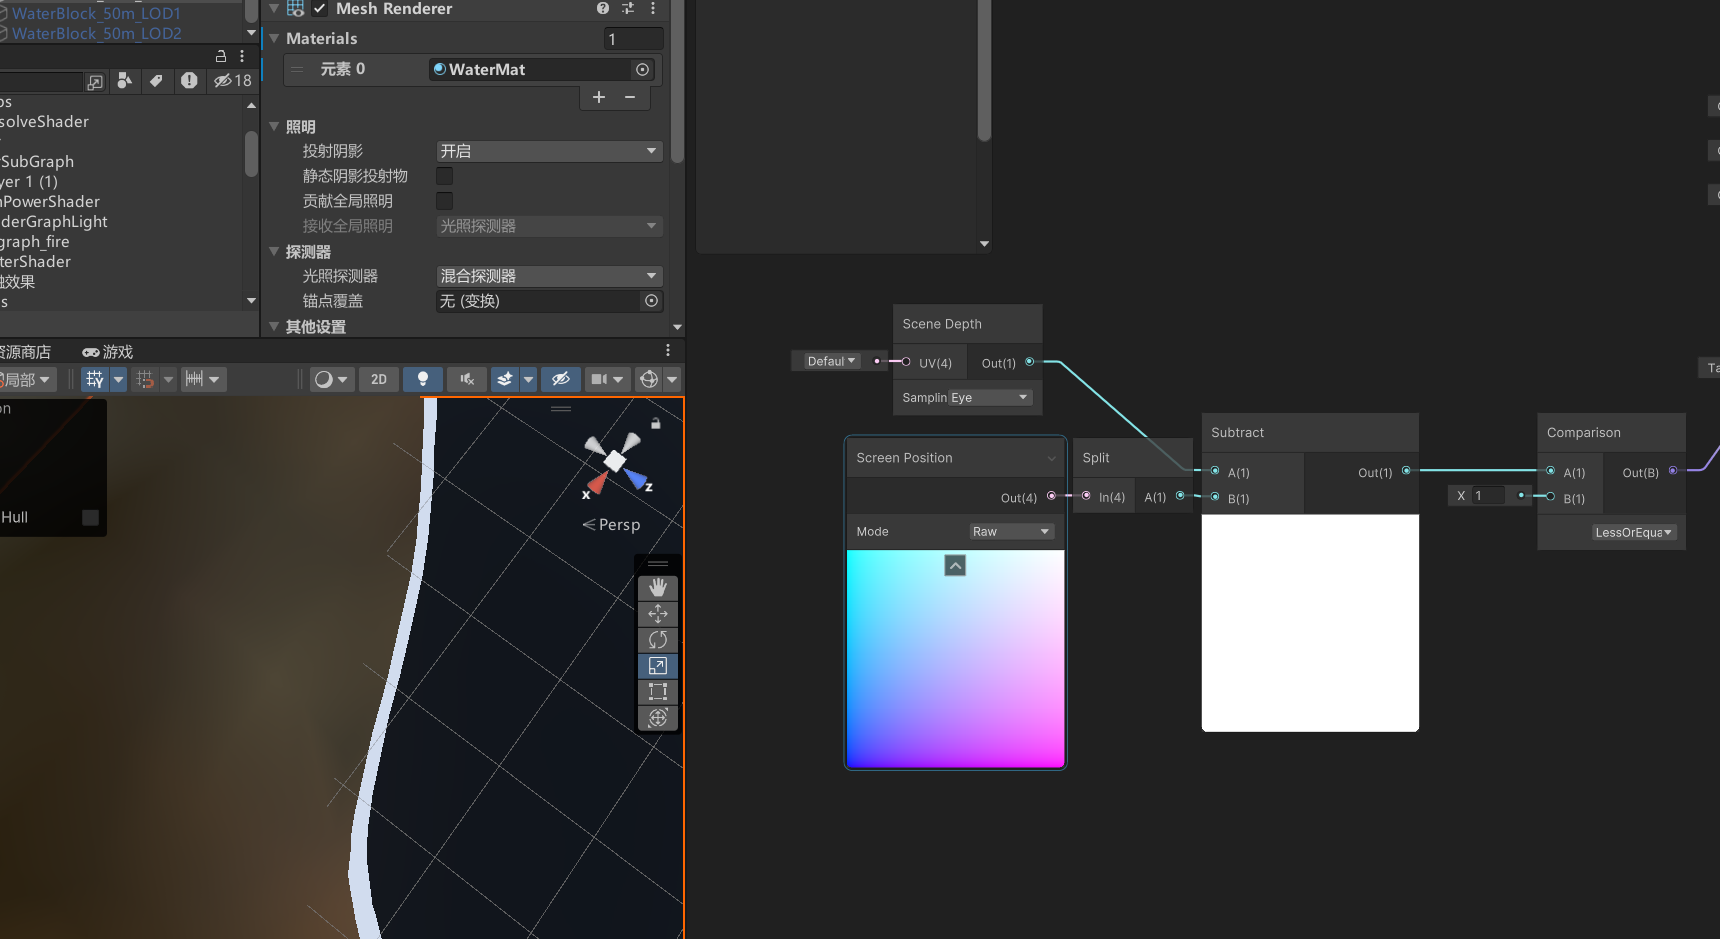 WaterBlock_50m_LOD1
WaterBlock_50m_LOD2
18
ps
solveShader
SubGraph
yer 1 (1)
nPowerShader
derGraphLight
graph_fire
terShader
效果
s
Mesh Renderer
Materials
1
元素 0
WaterMat
照明
投射阴影
开启
静态阴影投射物
贡献全局照明
接收全局照明
光照探测器
探测器
光照探测器
混合探测器
锚点覆盖
无 (变换)
其他设置
资源商店
游戏
局部
2D
on
Hull
x
z
Persp
Scene Depth
Defaul
UV(4)
Out(1)
Samplin
Eye
Screen Position
Out(4)
Mode
Raw
Split
In(4)
A(1)
Subtract
A(1)
B(1)
Out(1)
X
1
Comparison
A(1)
B(1)
Out(B)
LessOrEqua
Ta